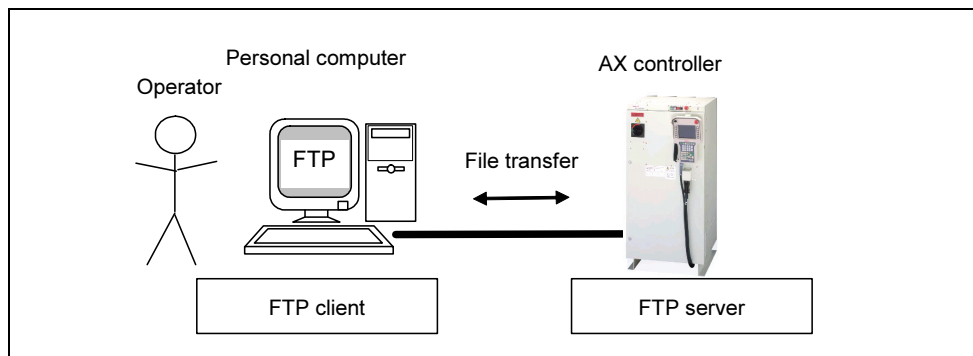 Personal computer
AX controller
Operator
FTP
File transfer
FTP client
FTP server